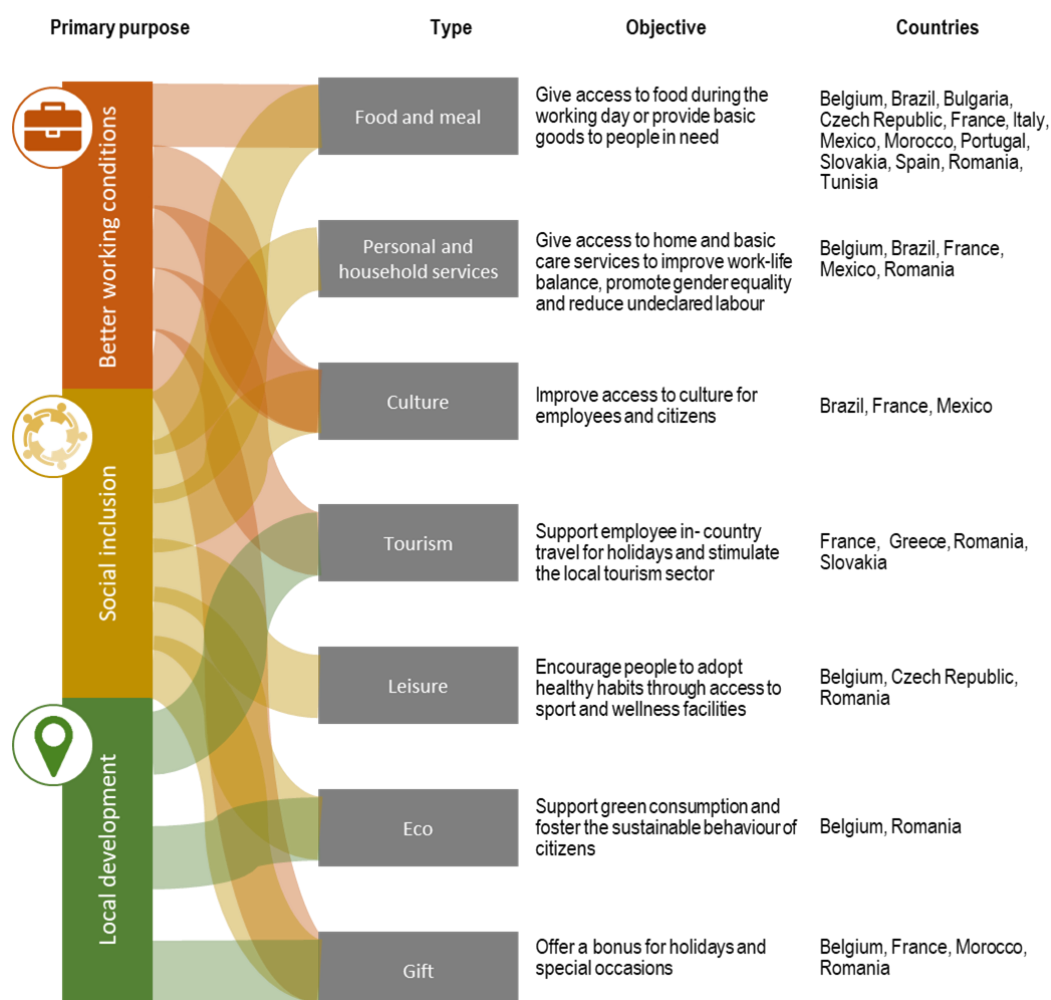 Primary purpose Type Objective Countries
Better working conditions
Social inclusion
Local development
Food and meal
Give access to food during the
working day or provide basic
goods to people in need
Belgium, Brazil, Bulgaria,
Czech Republic, France, Italy,
Mexico, Morocco, Portugal,
Slovakia, Spain, Romania,
Tunisia
Personal and
household services
Give access to home and basic
care services to improve work-life
balance, promote gender equality
and reduce undeclared labour
Belgium, Brazil, France,
Mexico, Romania
Culture
Improve access to culture for
employees and citizens
Brazil, France, Mexico
Tourism
Support employee in- country
travel for holidays and stimulate
the local tourism sector
France, Greece, Romania,
Slovakia
Leisure
Encourage people to adopt
healthy habits through access to
sport and wellness facilities
Belgium, Czech Republic,
Romania
Eco
Support green consumption and
foster the sustainable behaviour of
citizens
Belgium, Romania
Gift
Offer a bonus for holidays and
special occasions
Belgium, France, Morocco,
Romania